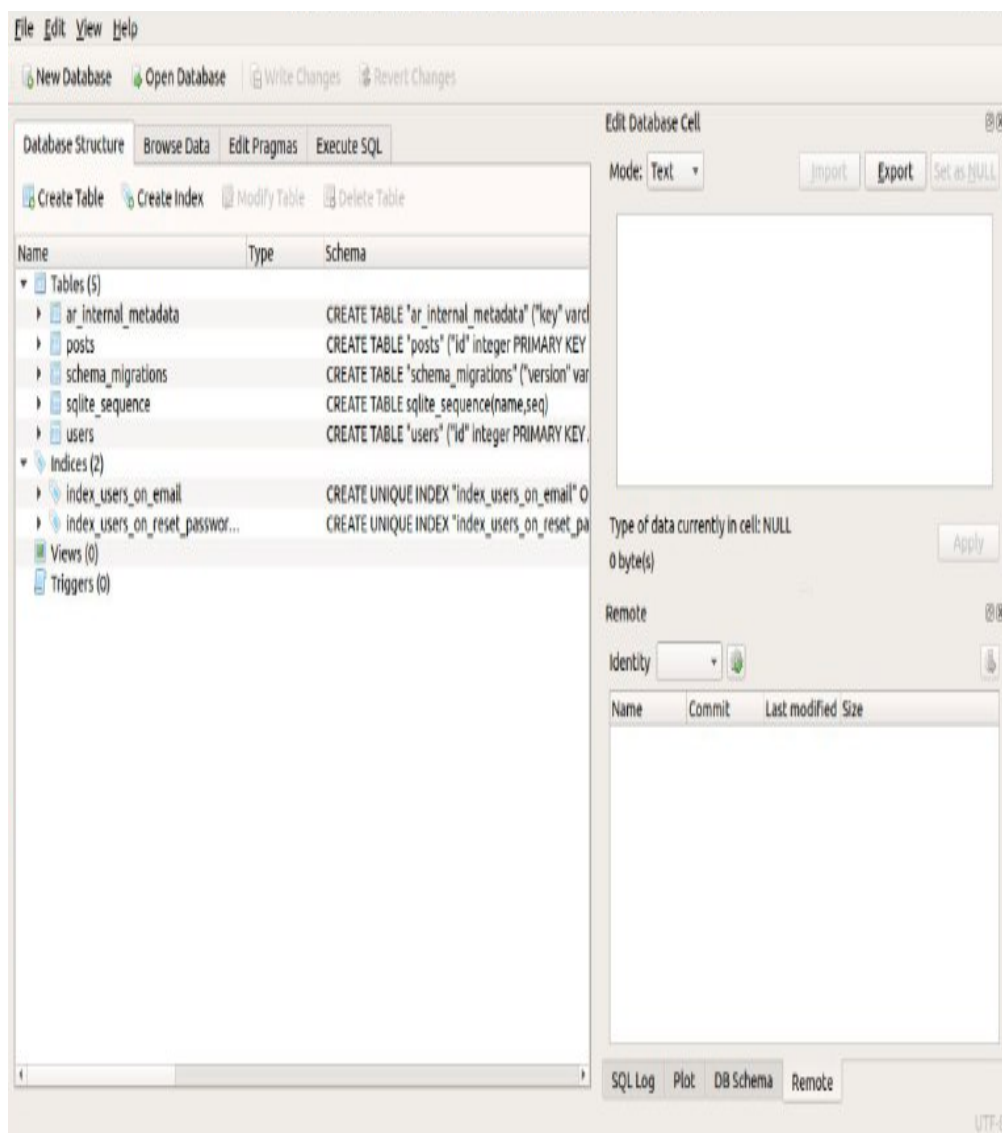 File Edit View Help
New Database Open Database Write Changes Revert Changes
Database Structure Browse Data Edit Pragmas Execute SQL
Create Table Create Index Modify Table Delete Table
Name Type Schema
Tables (5)
ar_internal_metadata CREATE TABLE "ar_internal_metadata" ("key" varcl
posts CREATE TABLE "posts" ("id" integer PRIMARY KEY
schema_migrations CREATE TABLE "schema_migrations" ("version" var
sqlite_sequence CREATE TABLE sqlite_sequence(name,seq)
users CREATE TABLE "users" ("id" integer PRIMARY KEY
Indices (2)
index_users_on_email CREATE UNIQUE INDEX "index_users_on_email" O
index_users_on_reset_passwor... CREATE UNIQUE INDEX "index_users_on_reset_pa
Views (0)
Triggers (0)
Edit Database Cell
Mode: Text Import Export Set as NULL
Type of data currently in cell: NULL
0 byte(s)
Apply
Remote
Identity
Name Commit Last modified Size
SQL Log Plot DB Schema Remote